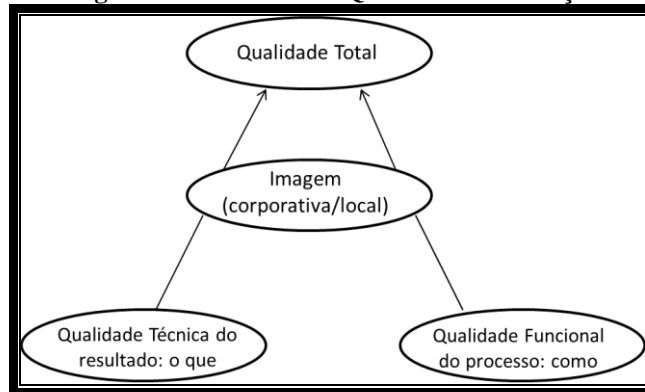 Qualidade Total
Imagem
(corporativa/local)
Qualidade Técnica do
resultado: o que
Qualidade Funcional
do processo: como